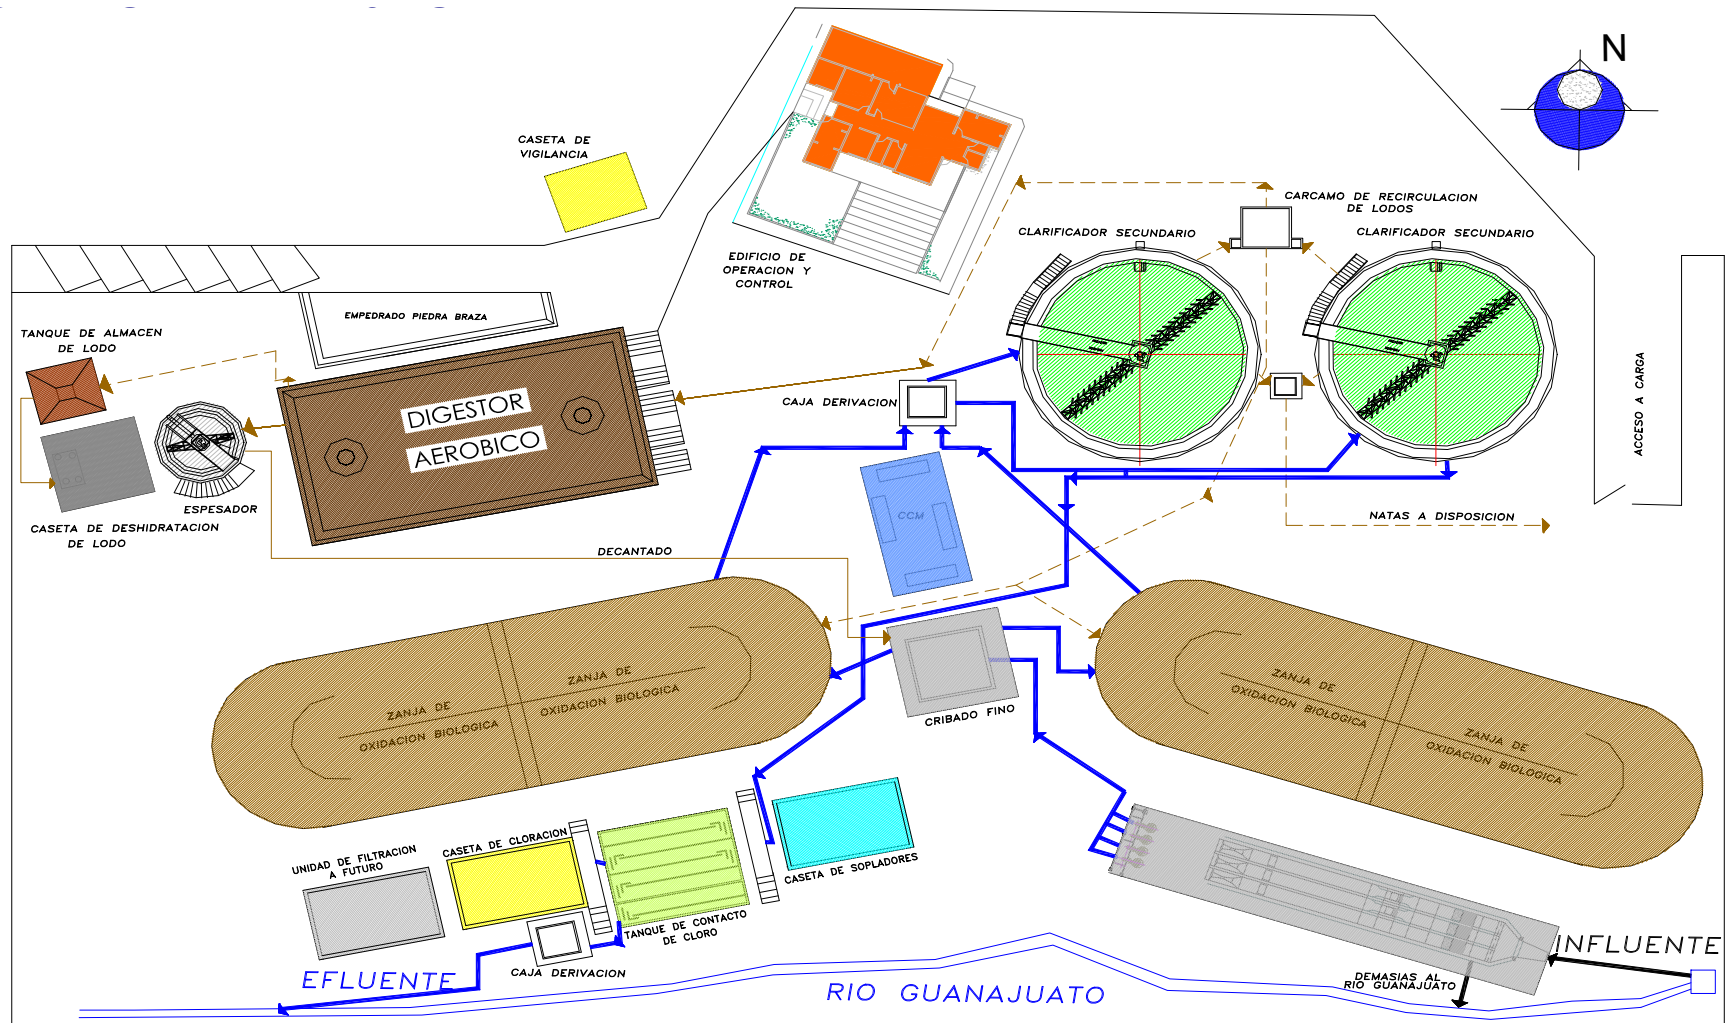 N
CASETA DE
VIGILANCIA
CARCAMO DE RECIRCULACION
DE LODOS
CLARIFICADOR SECUNDARIO
CLARIFICADOR SECUNDARIO
EDIFICIO DE
OPERACION Y
CONTROL
EMPEDRADO PIEDRA BRAZA
TANQUE DE ALMACEN
DE LODO
DIGESTOR
AEROBICO
CAJA DERIVACION
ACCESO A CARGA
ESPESADOR
CASETA DE DESHIDRATACION
DE LODO
CCM
NATAS A DISPOSICION
DECANTADO
ZANJA DE
OXIDACION BIOLOGICA
ZANJA DE
OXIDACION BIOLOGICA
CRIBADO FINO
ZANJA DE
OXIDACION BIOLOGICA
ZANJA DE
OXIDACION BIOLOGICA
UNIDAD DE FILTRACION
A FUTURO
CASETA DE CLORACION
CASETA DE SOPLADORES
TANQUE DE CONTACTO
DE CLORO
CAJA DERIVACION
EFLUENTE
RIO GUANAJUATO
INFLUENTE
DEMASIAS AL
RIO GUANAJUATO